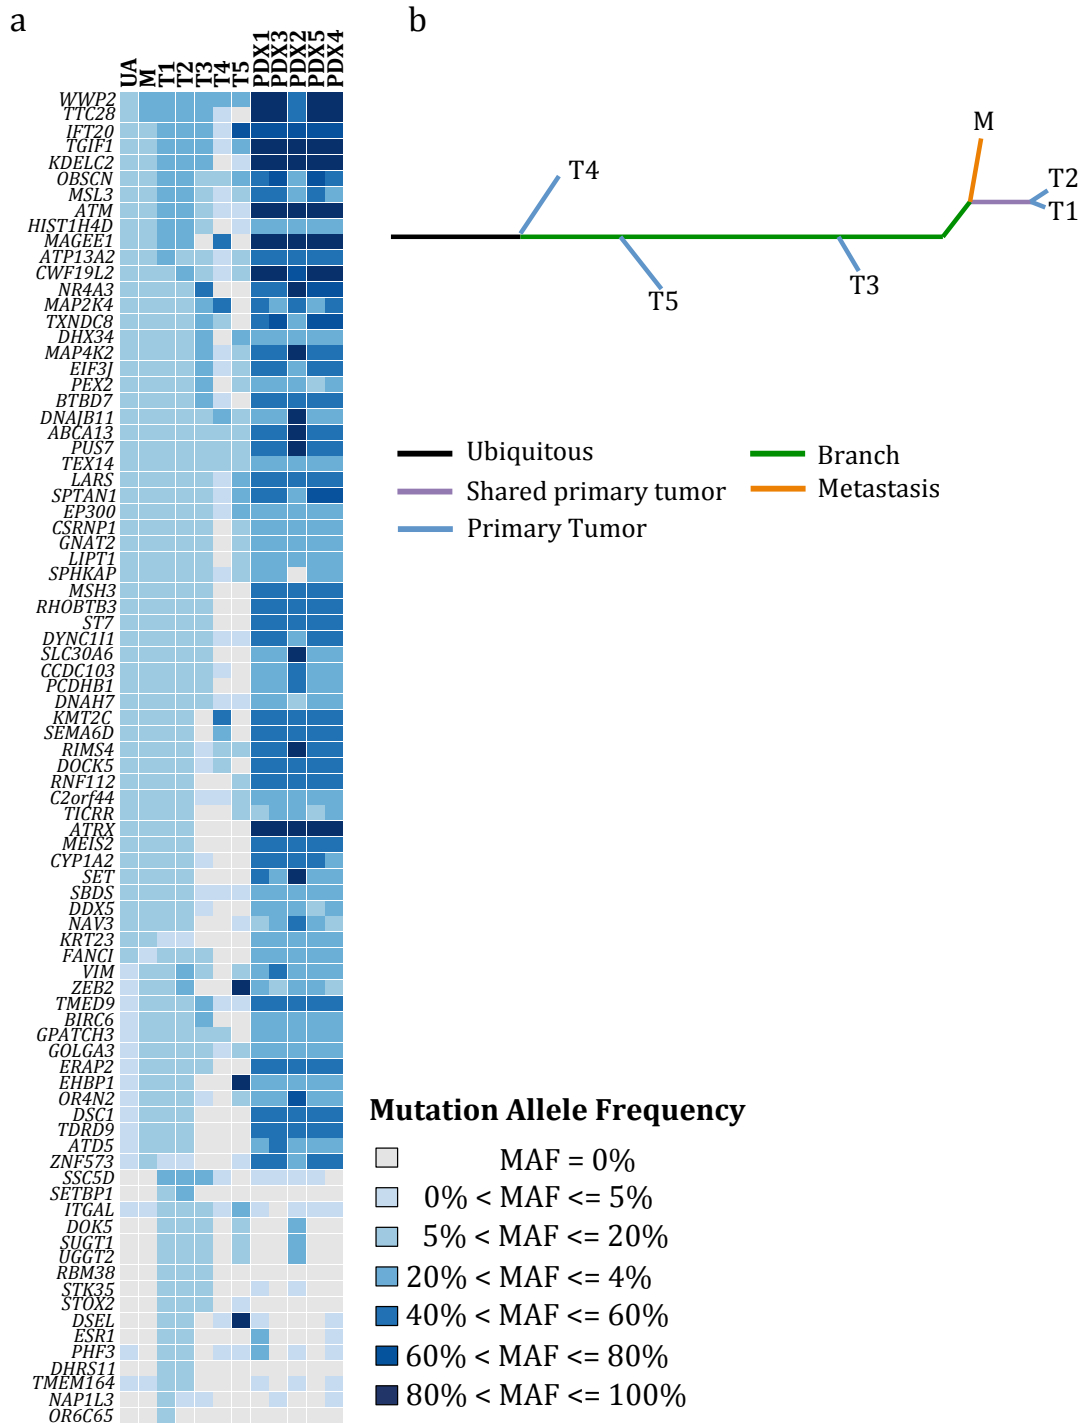 a
b
UA M T1 T2 T3 T4 T5 PDX1 PDX3 PDX2 PDX5 PDX4
WWP2
TTC28
IFT20
TGIF1
KDELC2
OBSCN
MSL3
ATM
HIST1H4D
MAGEE1
ATP13A2
CWF19L2
NR4A3
MAP2K4
TXNDC8
DHX34
MAP4K2
EIF3J
PEX2
BTBD7
DNAJB11
ABCA13
PUS7
TEX14
LARS
SPTAN1
EP300
CSRNP1
GNAT2
LIPT1
SPHKAP
MSH3
RHOBTB3
ST7
DYNC1I1
SLC30A6
CCDC103
PCDHB1
DNAH7
KMT2C
SEMA6D
RIMS4
DOCK5
RNF112
C2orf44
TICRR
ATRX
MEIS2
CYP1A2
SET
SBDS
DDX5
NAV3
KRT23
FANCI
VIM
ZEB2
TMED9
BIRC6
GPATCH3
GOLGA3
ERAP2
EHBP1
OR4N2
DSC1
TDRD9
ATD5
ZNF573
SSC5D
SETBP1
ITGAL
DOK5
SUGT1
UGGT2
RBM38
STK35
STOX2
DSEL
ESR1
PHF3
DHRS11
TMEM164
NAP1L3
OR6C65
M
T4
T2
T1
T5
T3
Ubiquitous
Branch
Shared primary tumor
Metastasis
Primary Tumor
Mutation Allele Frequency
MAF = 0%
0% < MAF <= 5%
5% < MAF <= 20%
20% < MAF <= 4%
40% < MAF <= 60%
60% < MAF <= 80%
80% < MAF <= 100%